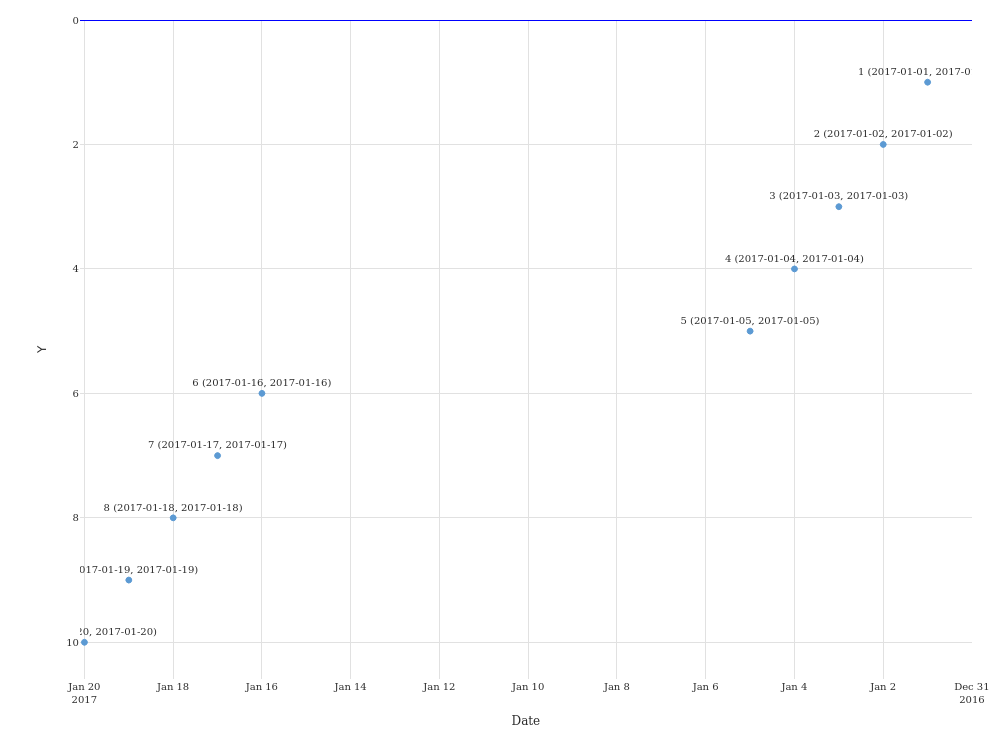 0
1 (2017-01-01, 2017-0
2 (2017-01-02, 2017-01-02)
2
3 (2017-01-03, 2017-01-03)
4 (2017-01-04, 2017-01-04)
4
5 (2017-01-05, 2017-01-05)
Y
6 (2017-01-16, 2017-01-16)
6
7 (2017-01-17, 2017-01-17)
8 (2017-01-18, 2017-01-18)
8
017-01-19, 2017-01-19)
20, 2017-01-20)
10
Jan 20 Jan 18 Jan 16 Jan 14 Jan 12 Jan 10 Jan 8 Jan 6 Jan 4 Jan 2 Dec 31
2017 2016
Date